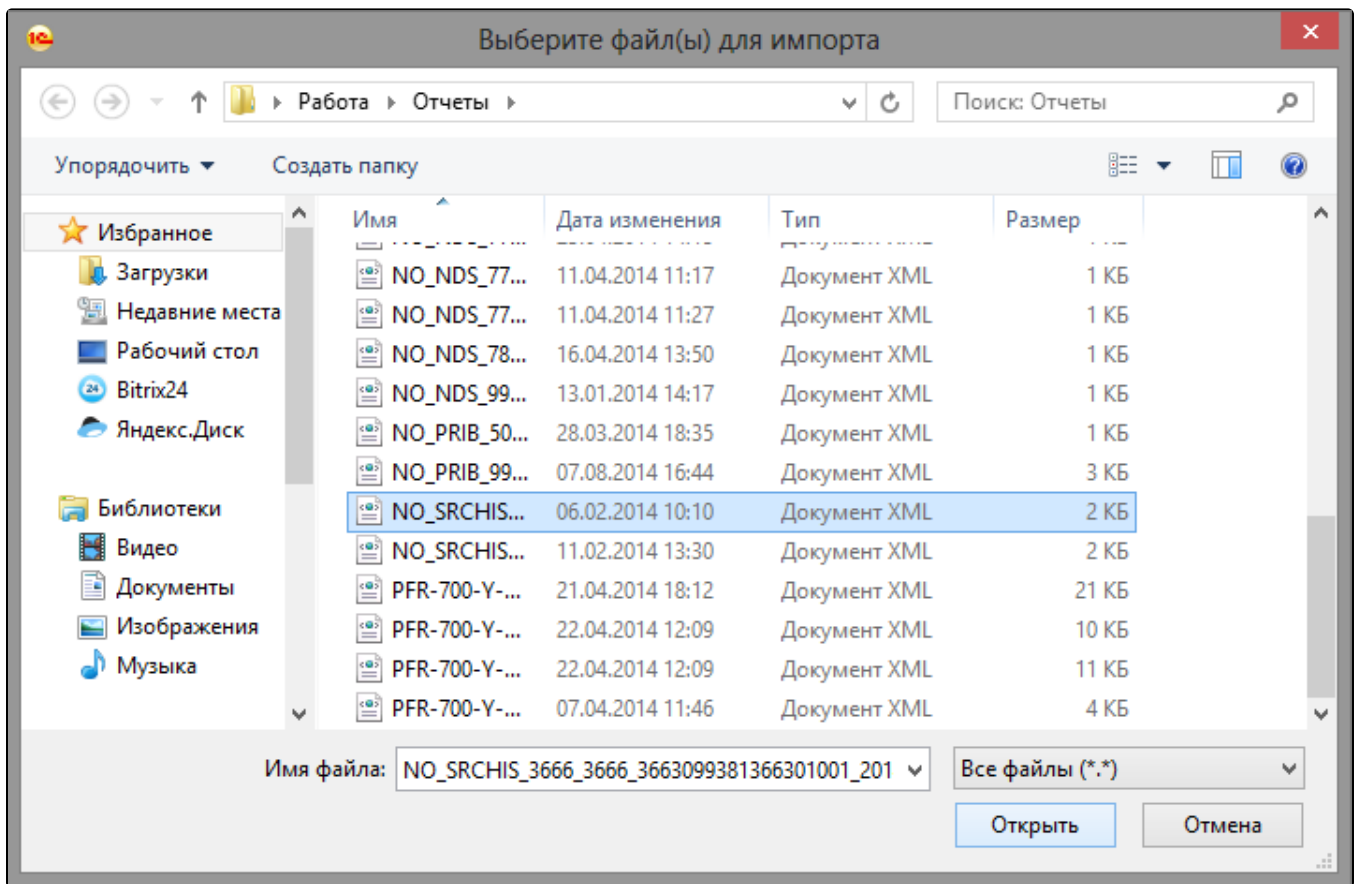 1С
Выберите файл(ы) для импорта
Работа Отчеты
Поиск: Отчеты
Упорядочить
Создать папку
Избранное
Загрузки
Недавние места
Рабочий стол
24 Bitrix24
Яндекс.Диск
Библиотеки
Видео
Документы
Изображения
Музыка
Имя Дата изменения Тип Размер
NO_NDS_77... 11.04.2014 11:17 Документ XML 1 КБ
NO_NDS_77... 11.04.2014 11:27 Документ XML 1 КБ
NO_NDS_78... 16.04.2014 13:50 Документ XML 1 КБ
NO_NDS_99... 13.01.2014 14:17 Документ XML 1 КБ
NO_PRIB_50... 28.03.2014 18:35 Документ XML 1 КБ
NO_PRIB_99... 07.08.2014 16:44 Документ XML 3 КБ
NO_SRCHIS... 06.02.2014 10:10 Документ XML 2 КБ
NO_SRCHIS... 11.02.2014 13:30 Документ XML 2 КБ
PFR-700-Y-... 21.04.2014 18:12 Документ XML 21 КБ
PFR-700-Y-... 22.04.2014 12:09 Документ XML 10 КБ
PFR-700-Y-... 22.04.2014 12:09 Документ XML 11 КБ
PFR-700-Y-... 07.04.2014 11:46 Документ XML 4 КБ
Имя файла: NO_SRCHIS_3666_3666_3663099381366301001_201
Все файлы (*.*)
Открыть
Отмена